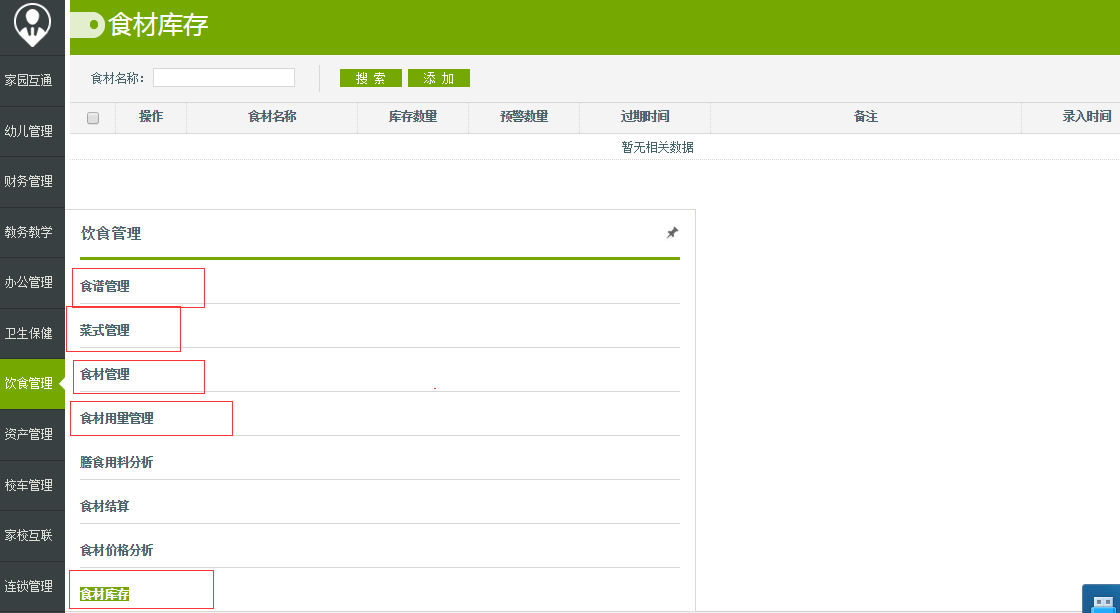 食材库存
食材名称: 搜 索 添 加
操作 食材名称 库存数量 预警数量 过期时间 备注 录入时间
暂无相关数据
家园互通
幼儿管理
财务管理
教务教学
办公管理
卫生保健
饮食管理
资产管理
校车管理
家校互联
连锁管理
饮食管理
食谱管理
菜式管理
食材管理
食材用里管理
膳食用料分析
食材结算
食材价格分析
食材库存